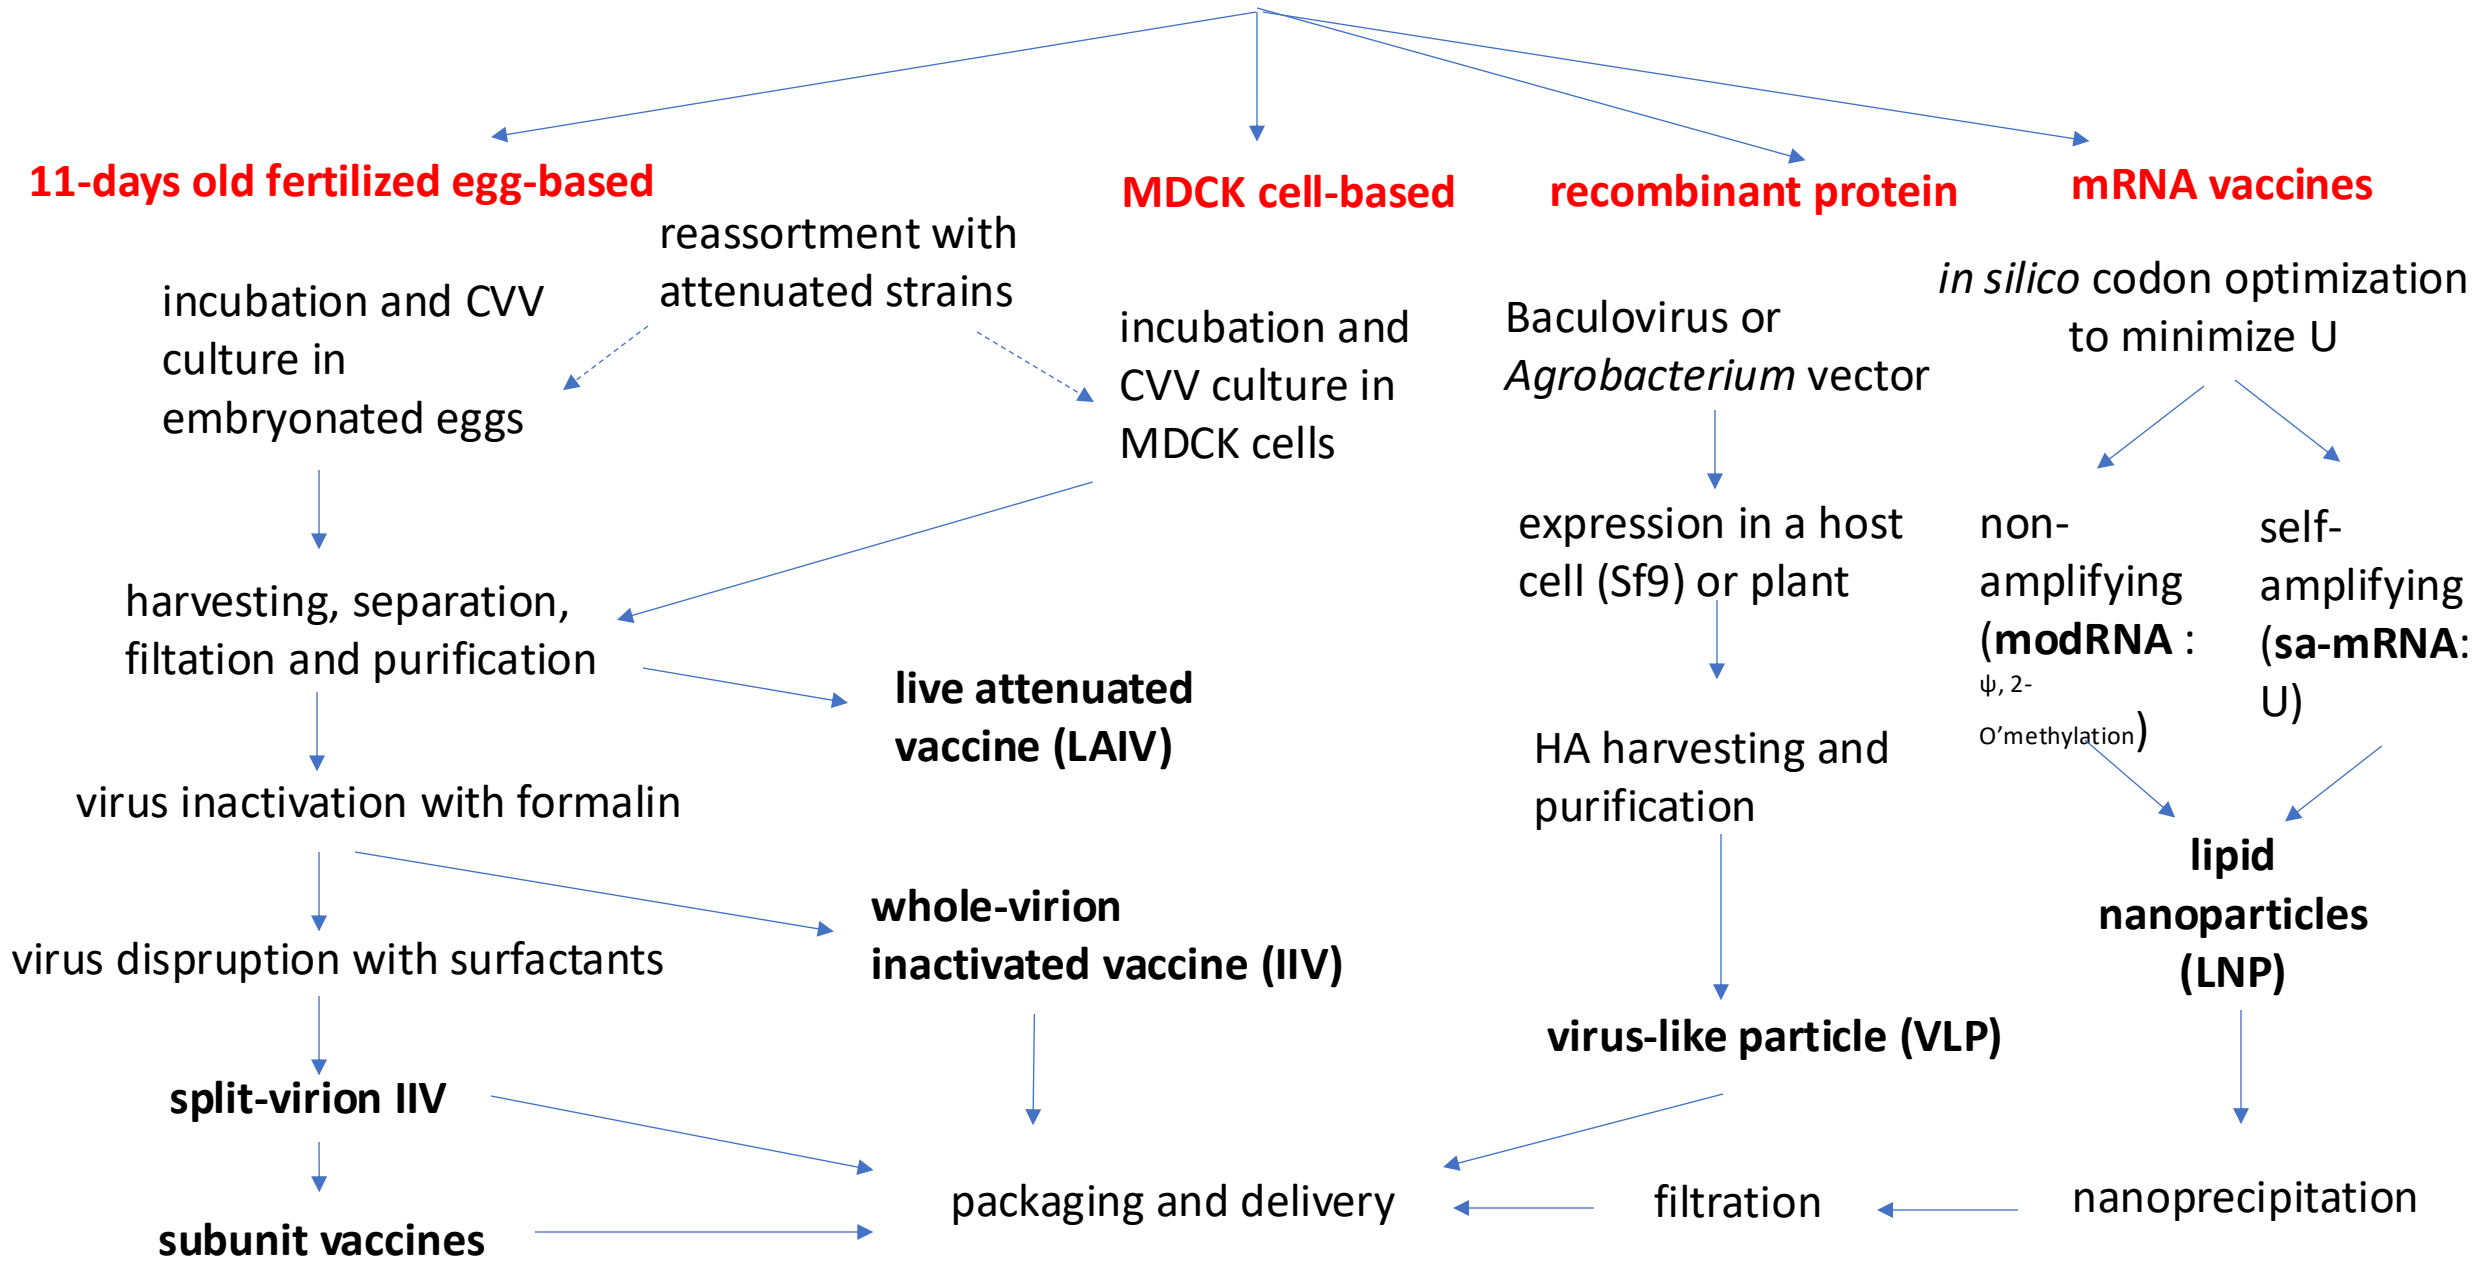 11-days old fertilized egg-based
reassortment with
attenuated strains
incubation and CVV
culture in
embryonated eggs
harvesting, separation,
filtation and purification
virus inactivation with formalin
virus dispruption with surfactants
split-virion IIV
subunit vaccines
live attenuated
vaccine (LAIV)
whole-virion
inactivated vaccine (IIV)
packaging and delivery
MDCK cell-based
incubation and
CVV culture in
MDCK cells
recombinant protein
Baculovirus or
Agrobacterium vector
expression in a host
cell (Sf9) or plant
HA harvesting and
purification
virus-like particle (VLP)
mRNA vaccines
in silico codon optimization
to minimize U
non-
amplifying
(modRNA :
ψ, 2-
O’methylation)
self-
amplifying
(sa-mRNA:
U)
lipid
nanoparticles
(LNP)
nanoprecipitation
filtration